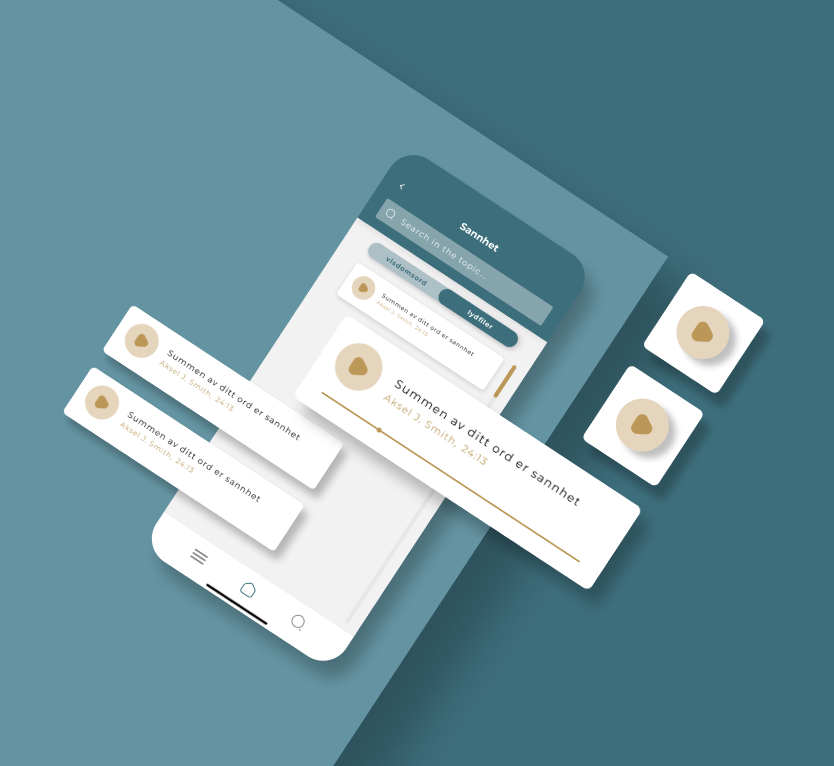 Sannhet
Search in the topic...
visdomsord
lydfiler
Summen av ditt ord er sannhet
Aksel J. Smith, 24:13
Summen av ditt ord er sannhet
Aksel J. Smith, 24:13
Summen av ditt ord er sannhet
Aksel J. Smith, 24:13
Summen av ditt ord er sannhet
Aksel J. Smith, 24:13